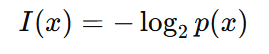 I(x) = − log₂ p(x)